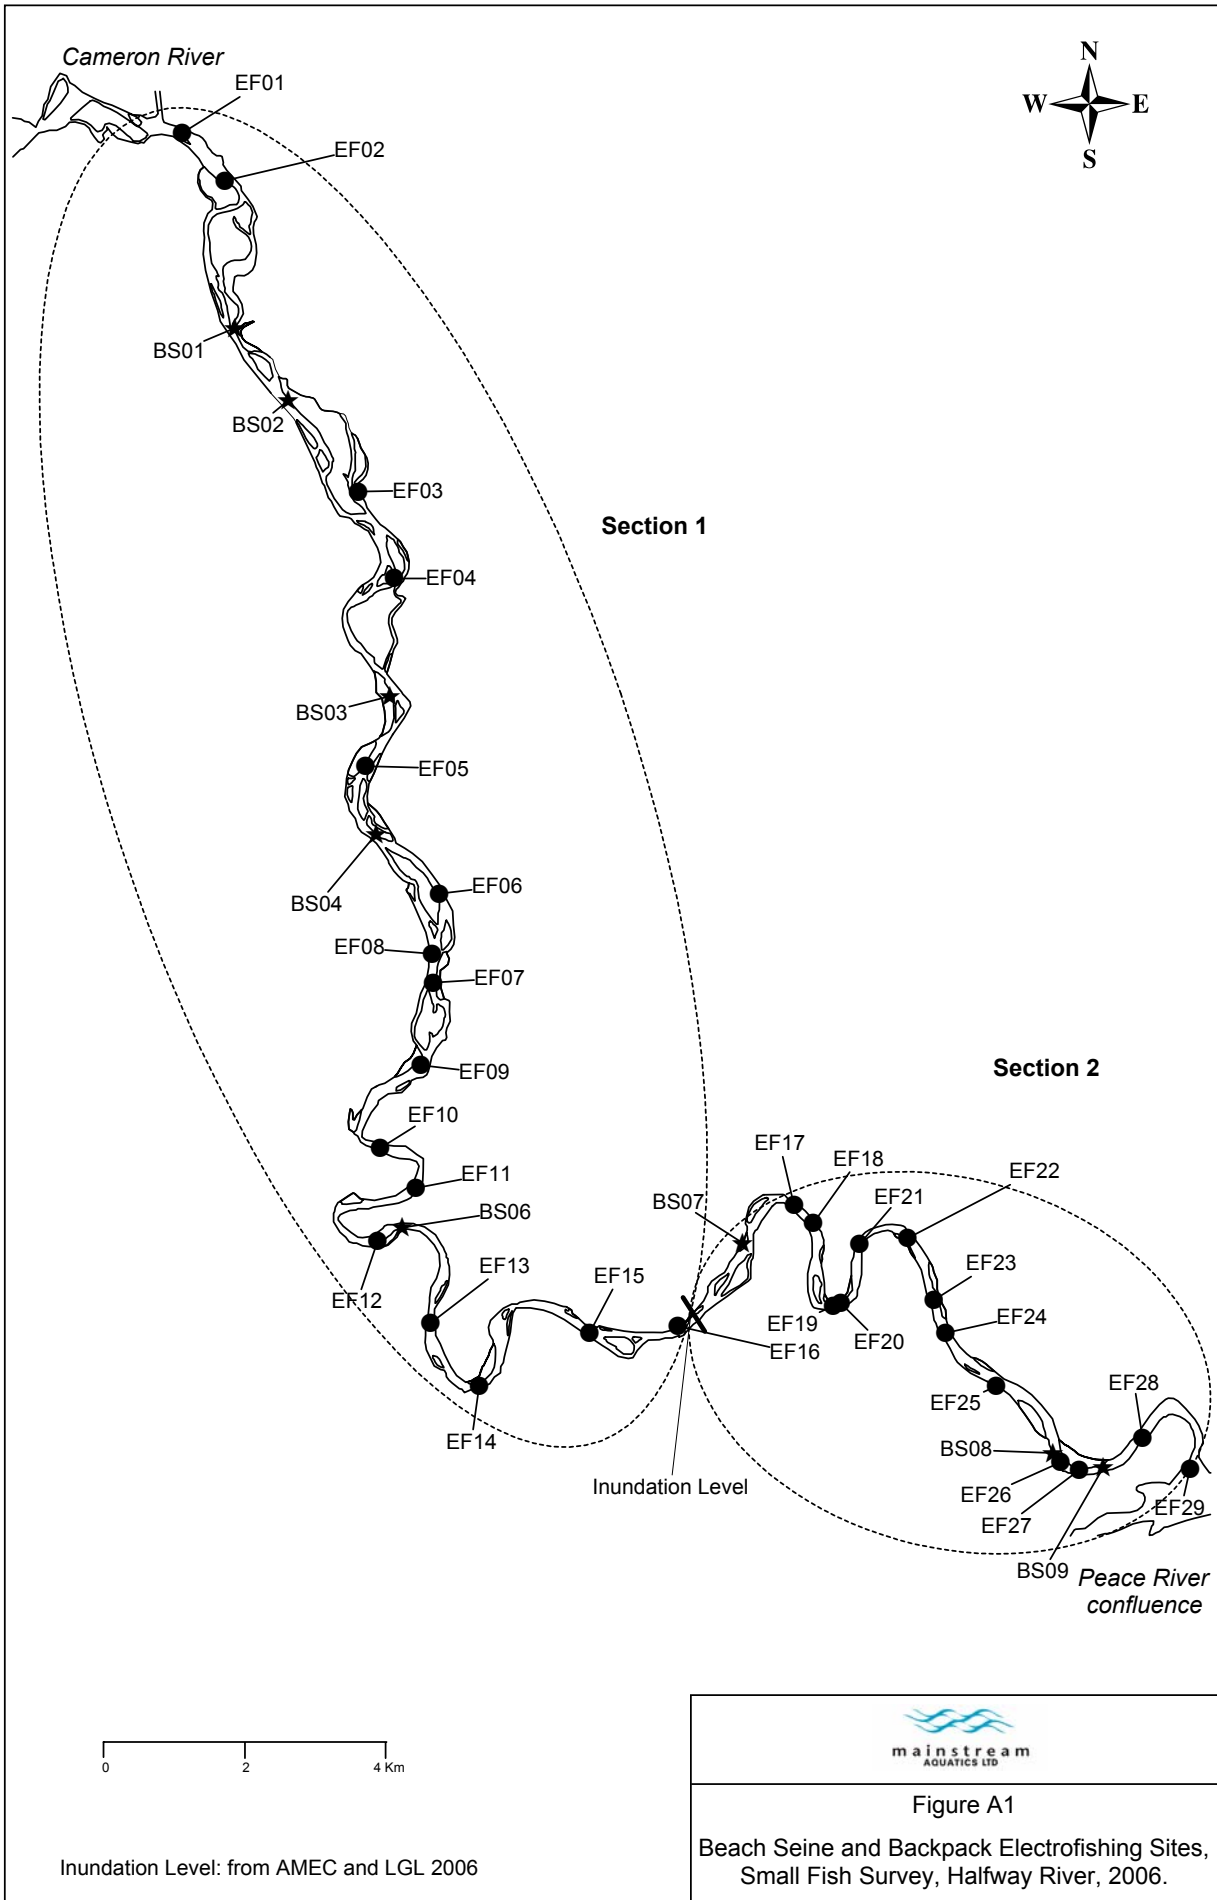 Cameron River
EF01
N
W E
S
EF02
BS01
BS02
EF03
Section 1
EF04
BS03
EF05
EF06
BS04
EF08
EF07
Section 2
EF09
EF10
EF17
EF18
EF22
EF11
EF21
BS07
BS06
EF23
EF13
EF15
EF12
EF19
EF24
EF20
EF16
EF28
EF25
EF14
BS08
Inundation Level
EF26
EF29
EF27
BS09
Peace River
confluence
0 2 4 Km
mainstream
AQUATICS LTD
Figure A1
Beach Seine and Backpack Electrofishing Sites,
Small Fish Survey, Halfway River, 2006.
Inundation Level: from AMEC and LGL 2006